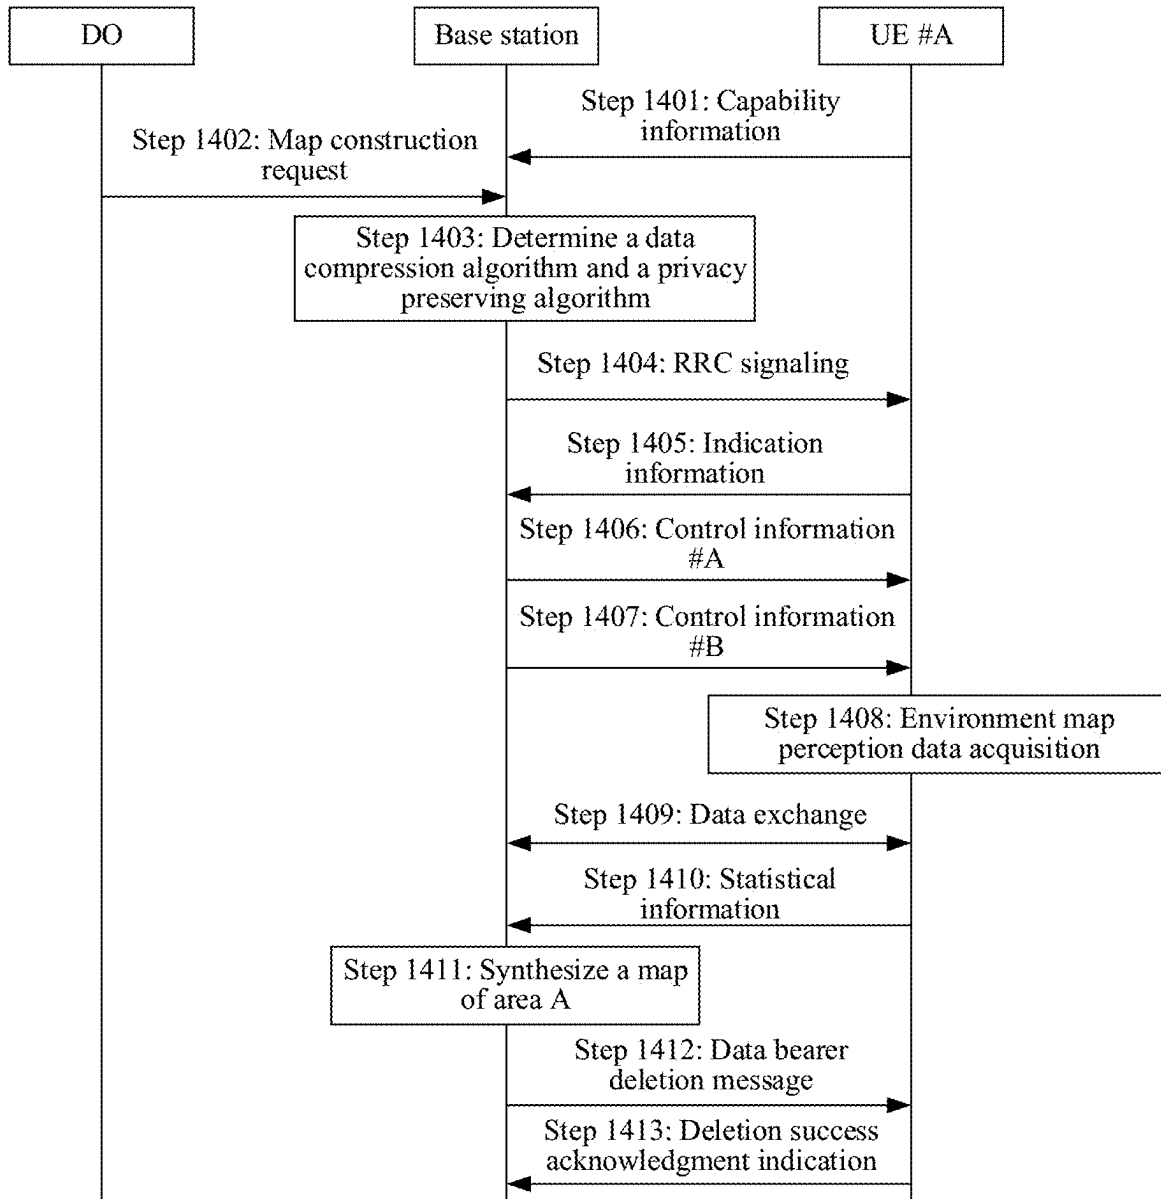 DO
Base station
UE #A
Step 1401: Capability
information
Step 1402: Map construction
request
Step 1403: Determine a data
compression algorithm and a privacy
preserving algorithm
Step 1404: RRC signaling
Step 1405: Indication
information
Step 1406: Control information
#A
Step 1407: Control information
#B
Step 1408: Environment map
perception data acquisition
Step 1409: Data exchange
Step 1410: Statistical
information
Step 1411: Synthesize a map
of area A
Step 1412: Data bearer
deletion message
Step 1413: Deletion success
acknowledgment indication